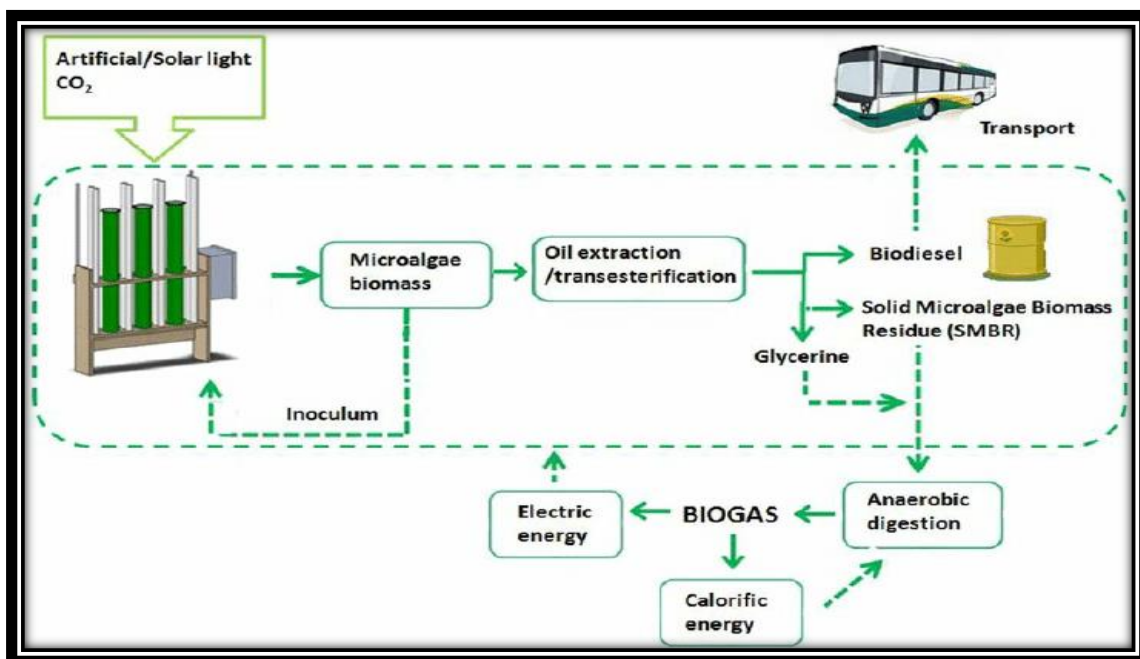 Artificial/Solar light
CO₂
Transport
Microalgae
biomass
Oil extraction
/transesterification
Biodiesel
Solid Microalgae Biomass
Residue (SMBR)
Glycerine
Inoculum
Electric
energy
BIOGAS
Anaerobic
digestion
Calorific
energy